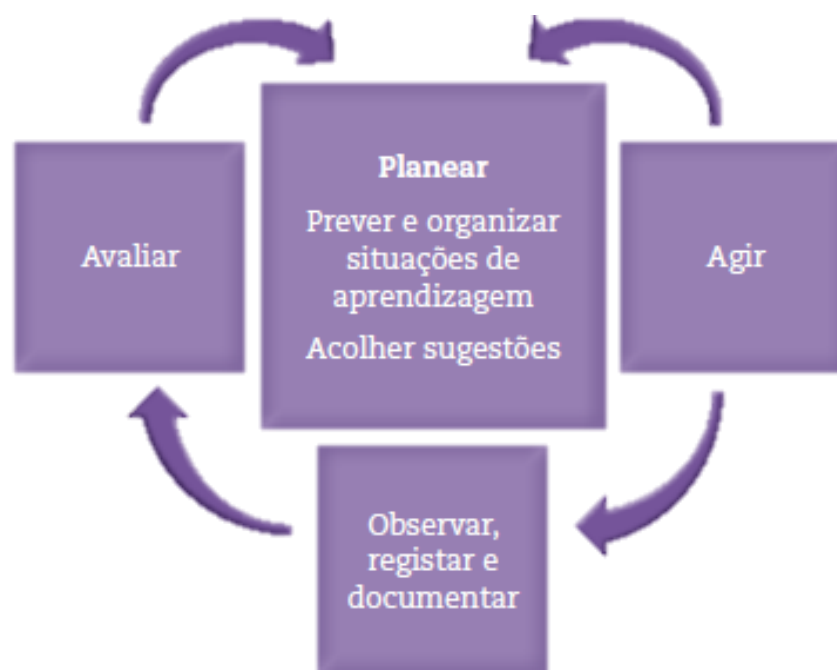 Planear
Prever e organizar
situações de
aprendizagem
Acolher sugestões
Avaliar
Agir
Observar,
registar e
documentar